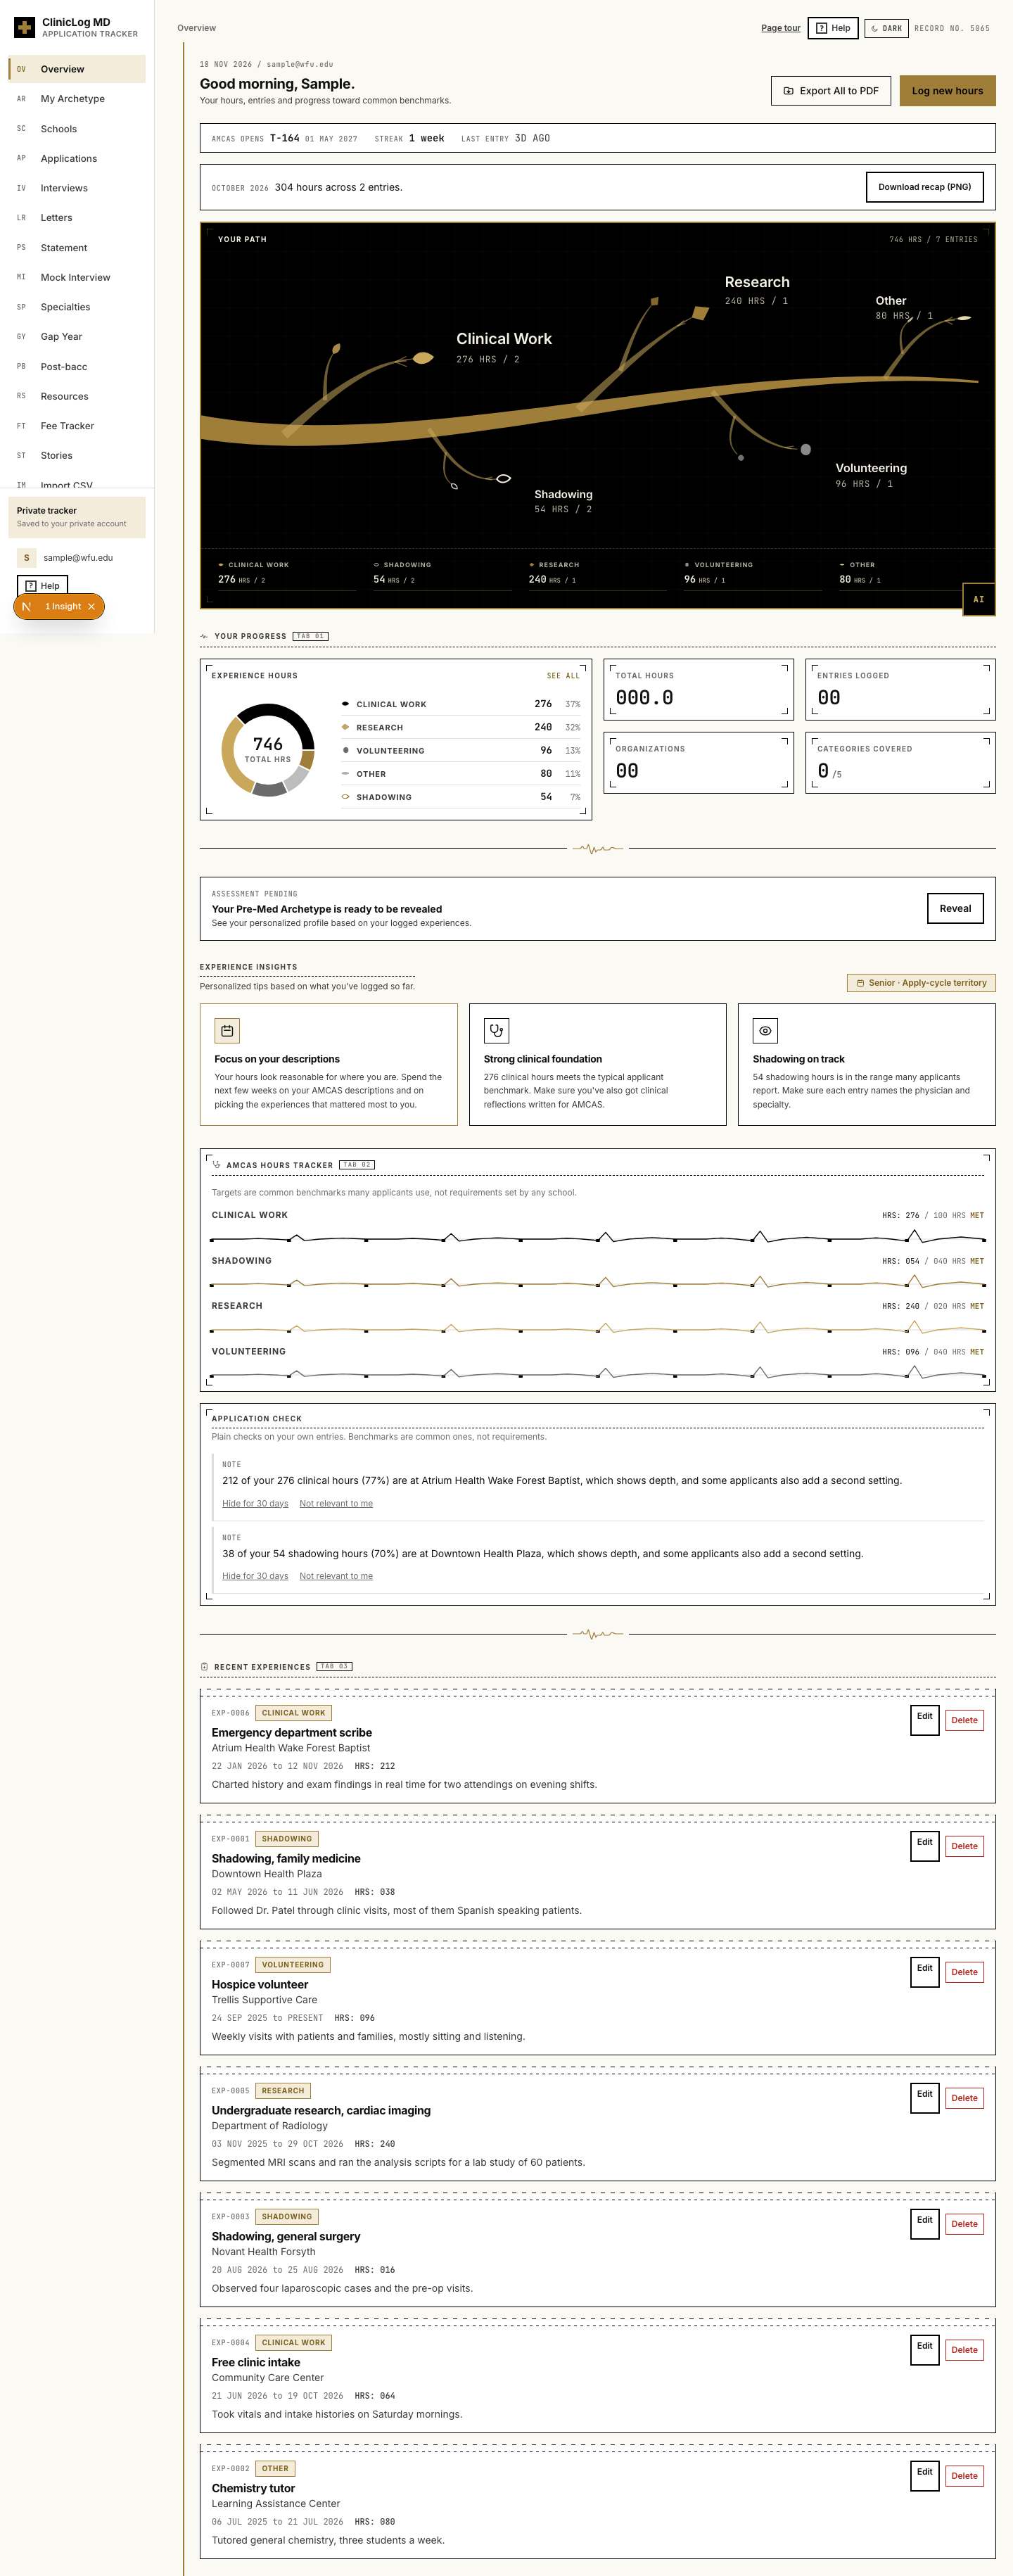 ClinicLog MD
APPLICATION TRACKER
OV Overview
AR My Archetype
SC Schools
AP Applications
IV Interviews
LR Letters
PS Statement
MI Mock Interview
SP Specialties
GY Gap Year
PB Post-bacc
RS Resources
FT Fee Tracker
ST Stories
IM Import CSV
Private tracker
Saved to your private account
S sample@wfu.edu
? Help
N 1 Insight
Overview
Page tour ? Help DARK RECORD NO. 5065
18 NOV 2026 / sample@wfu.edu
Good morning, Sample.
Your hours, entries and progress toward common benchmarks.
Export All to PDF Log new hours
AMCAS OPENS T-164 01 MAY 2027 STREAK 1 week LAST ENTRY 3D AGO
OCTOBER 2026 304 hours across 2 entries.
Download recap (PNG)
YOUR PATH
746 HRS / 7 ENTRIES
Research
240 HRS / 1
Other
80 HRS / 1
Clinical Work
276 HRS / 2
Volunteering
96 HRS / 1
Shadowing
54 HRS / 2
CLINICAL WORK SHADOWING RESEARCH VOLUNTEERING OTHER
276 HRS / 2 54 HRS / 2 240 HRS / 1 96 HRS / 1 80 HRS / 1
AI
YOUR PROGRESS TAB 01
EXPERIENCE HOURS SEE ALL
746
TOTAL HRS
CLINICAL WORK 276 37%
RESEARCH 240 32%
VOLUNTEERING 96 13%
OTHER 80 11%
SHADOWING 54 7%
TOTAL HOURS
000.0
ENTRIES LOGGED
00
ORGANIZATIONS
00
CATEGORIES COVERED
0 /5
ASSESSMENT PENDING
Your Pre-Med Archetype is ready to be revealed
See your personalized profile based on your logged experiences.
Reveal
EXPERIENCE INSIGHTS
Personalized tips based on what you've logged so far.
Senior · Apply-cycle territory
Focus on your descriptions
Your hours look reasonable for where you are. Spend the
next few weeks on your AMCAS descriptions and on
picking the experiences that mattered most to you.
Strong clinical foundation
276 clinical hours meets the typical applicant
benchmark. Make sure you've also got clinical
reflections written for AMCAS.
Shadowing on track
54 shadowing hours is in the range many applicants
report. Make sure each entry names the physician and
specialty.
AMCAS HOURS TRACKER TAB 02
Targets are common benchmarks many applicants use, not requirements set by any school.
CLINICAL WORK HRS: 276 / 100 HRS MET
SHADOWING HRS: 054 / 040 HRS MET
RESEARCH HRS: 240 / 020 HRS MET
VOLUNTEERING HRS: 096 / 040 HRS MET
APPLICATION CHECK
Plain checks on your own entries. Benchmarks are common ones, not requirements.
NOTE
212 of your 276 clinical hours (77%) are at Atrium Health Wake Forest Baptist, which shows depth, and some applicants also add a second setting.
Hide for 30 days Not relevant to me
NOTE
38 of your 54 shadowing hours (70%) are at Downtown Health Plaza, which shows depth, and some applicants also add a second setting.
Hide for 30 days Not relevant to me
RECENT EXPERIENCES TAB 03
EXP-0006 CLINICAL WORK Edit Delete
Emergency department scribe
Atrium Health Wake Forest Baptist
22 JAN 2026 to 12 NOV 2026 HRS: 212
Charted history and exam findings in real time for two attendings on evening shifts.
EXP-0001 SHADOWING Edit Delete
Shadowing, family medicine
Downtown Health Plaza
02 MAY 2026 to 11 JUN 2026 HRS: 038
Followed Dr. Patel through clinic visits, most of them Spanish speaking patients.
EXP-0007 VOLUNTEERING Edit Delete
Hospice volunteer
Trellis Supportive Care
24 SEP 2025 to PRESENT HRS: 096
Weekly visits with patients and families, mostly sitting and listening.
EXP-0005 RESEARCH Edit Delete
Undergraduate research, cardiac imaging
Department of Radiology
03 NOV 2025 to 29 OCT 2026 HRS: 240
Segmented MRI scans and ran the analysis scripts for a lab study of 60 patients.
EXP-0003 SHADOWING Edit Delete
Shadowing, general surgery
Novant Health Forsyth
20 AUG 2026 to 25 AUG 2026 HRS: 016
Observed four laparoscopic cases and the pre-op visits.
EXP-0004 CLINICAL WORK Edit Delete
Free clinic intake
Community Care Center
21 JUN 2026 to 19 OCT 2026 HRS: 064
Took vitals and intake histories on Saturday mornings.
EXP-0002 OTHER Edit Delete
Chemistry tutor
Learning Assistance Center
06 JUL 2025 to 21 JUL 2026 HRS: 080
Tutored general chemistry, three students a week.